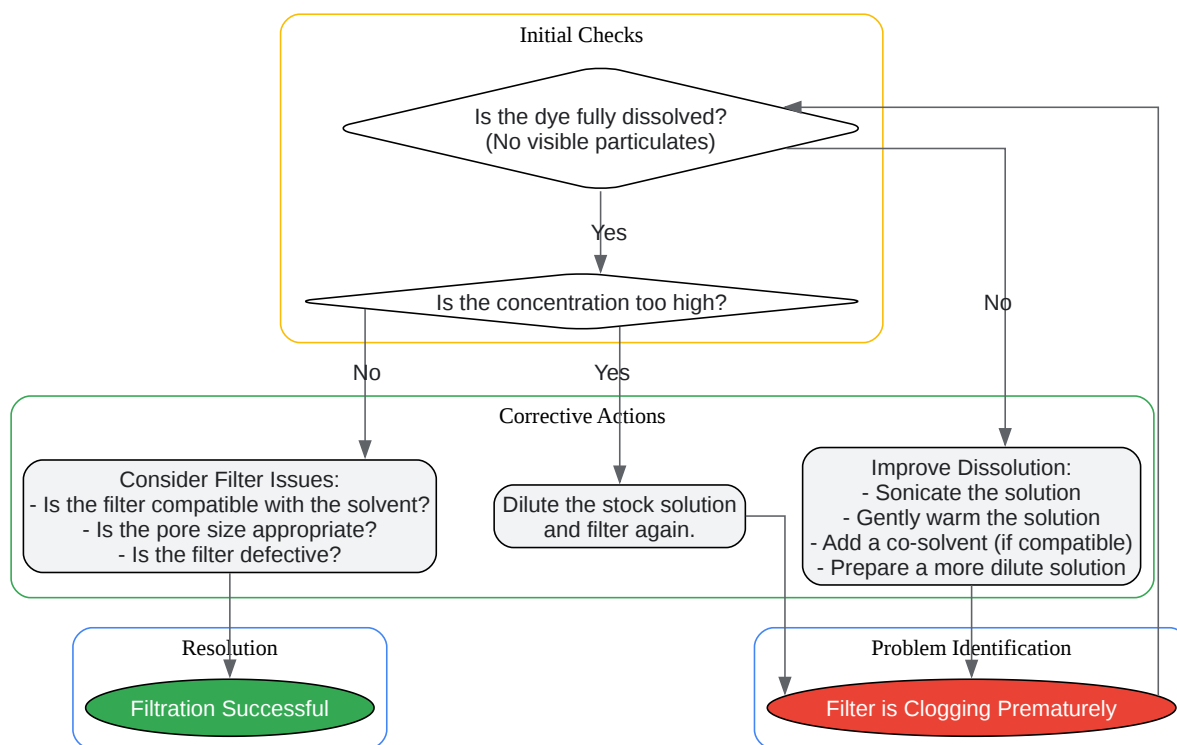 Initial Checks
Is the dye fully dissolved?
(No visible particulates)
Yes
Is the concentration too high?
No
No
Yes
Corrective Actions
Consider Filter Issues:
- Is the filter compatible with the solvent?
- Is the pore size appropriate?
- Is the filter defective?
Dilute the stock solution
and filter again.
Improve Dissolution:
- Sonicate the solution
- Gently warm the solution
- Add a co-solvent (if compatible)
- Prepare a more dilute solution
Resolution
Filtration Successful
Problem Identification
Filter is Clogging Prematurely